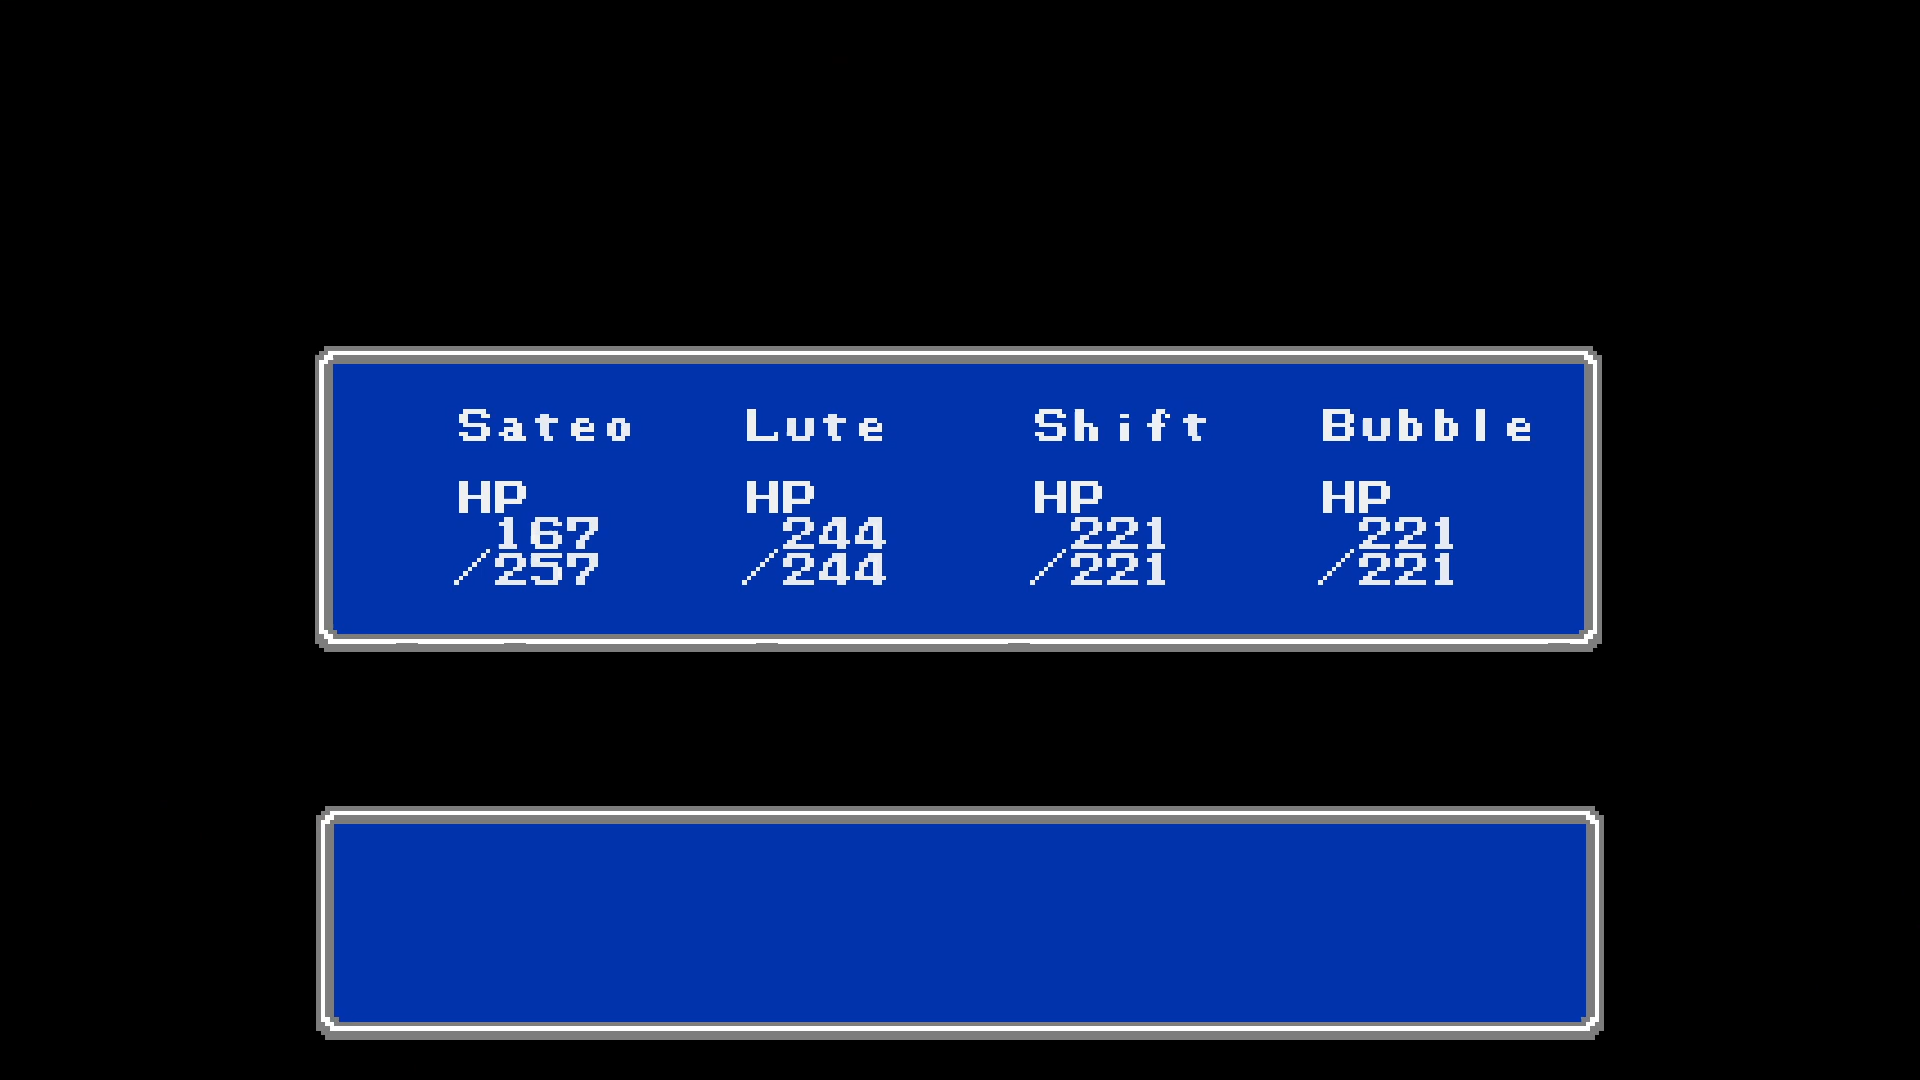 Sateo Lute Shift Bubble
HP HP HP HP
167 244 221 221
/257 /244 /221 /221